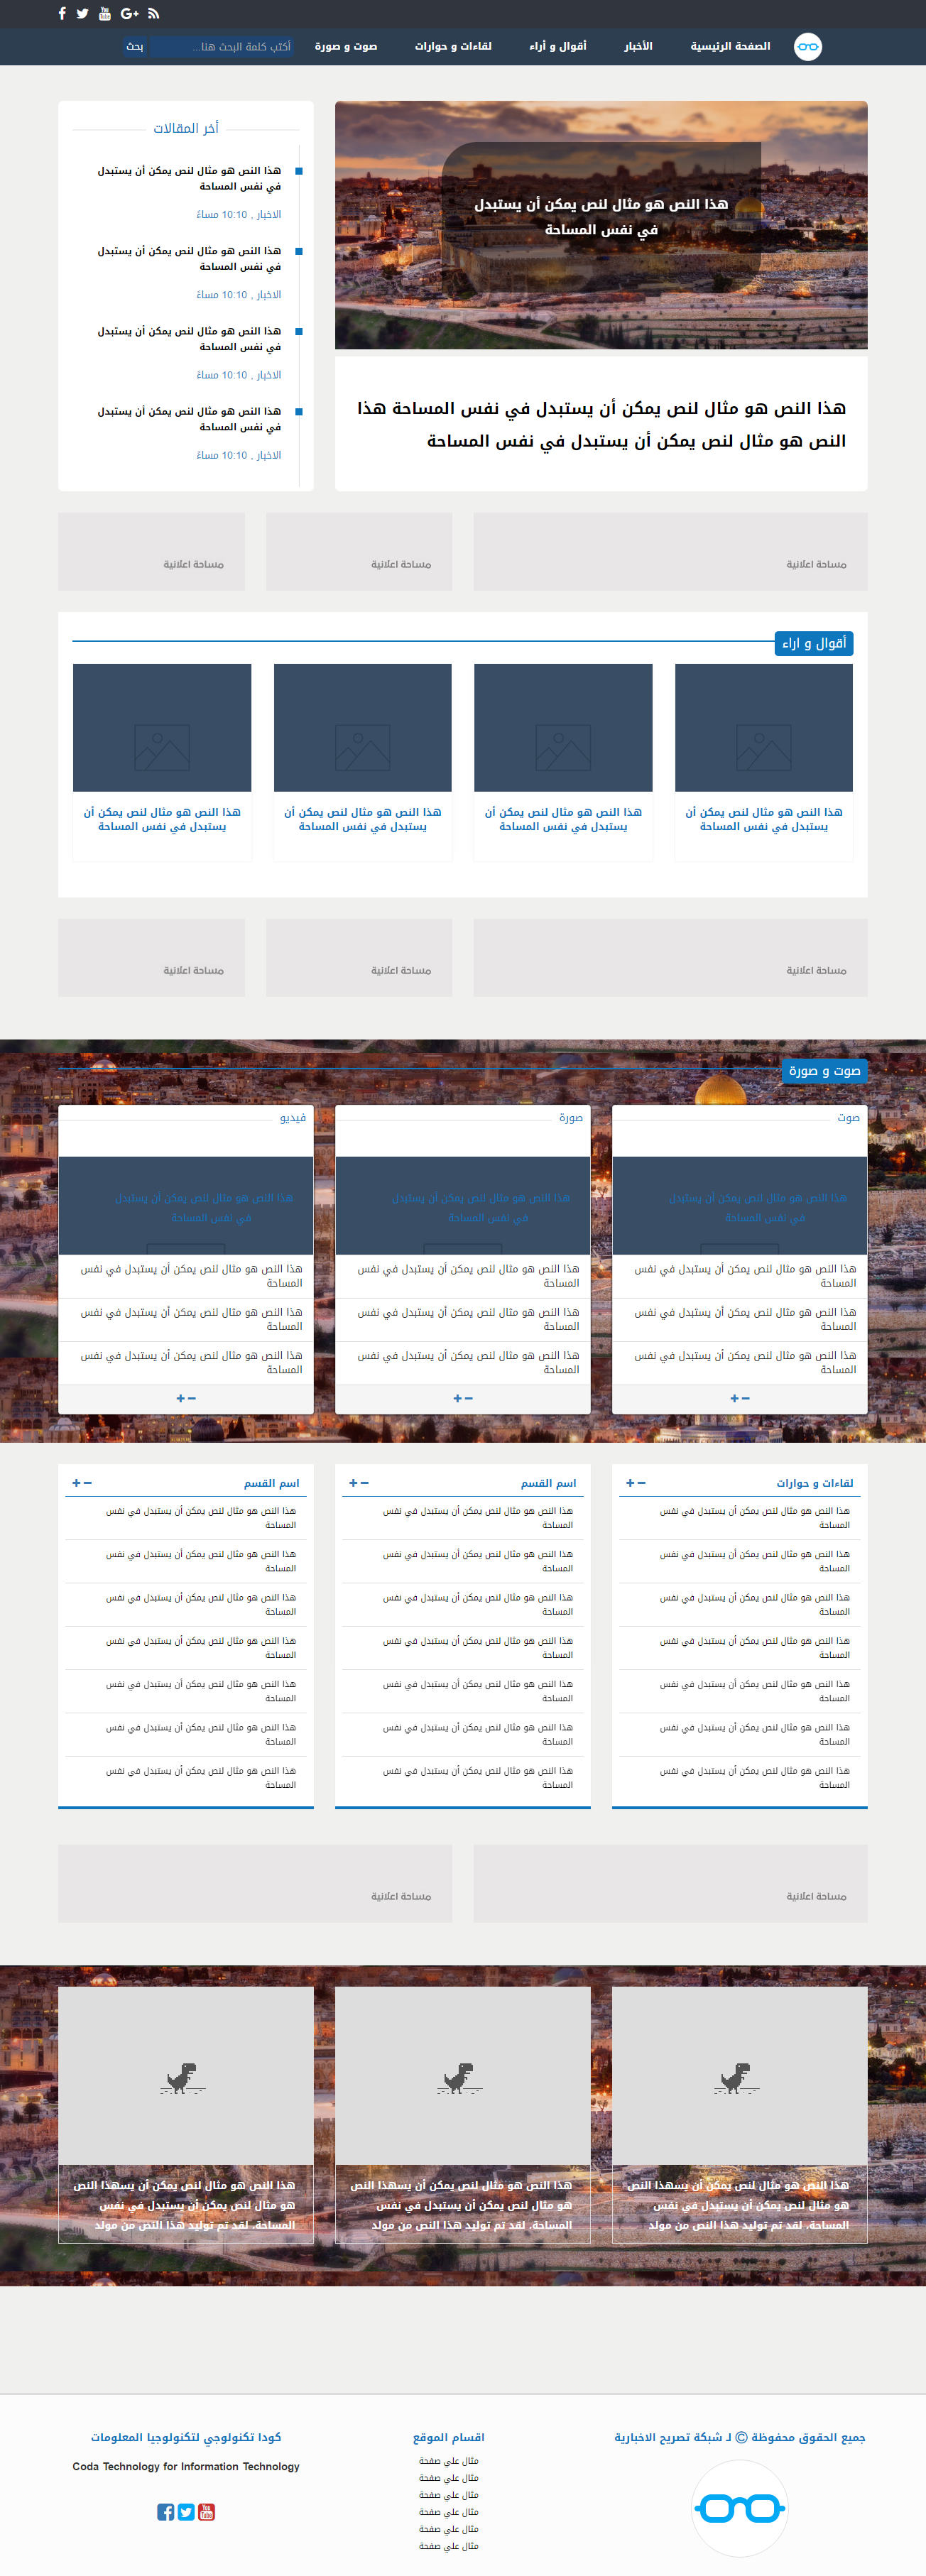 الصفحة الرئيسية
الأخبار
أقوال و أراء
لقاءات و حوارات
صوت و صورة
أكتب كلمة البحث هنا...
بحث
هذا النص هو مثال لنص يمكن أن يستبدل
في نفس المساحة
هذا النص هو مثال لنص يمكن أن يستبدل في نفس المساحة هذا
النص هو مثال لنص يمكن أن يستبدل في نفس المساحة
أخر المقالات
هذا النص هو مثال لنص يمكن أن يستبدل
في نفس المساحة
الاخبار , 10:10 مساءً
هذا النص هو مثال لنص يمكن أن يستبدل
في نفس المساحة
الاخبار , 10:10 مساءً
هذا النص هو مثال لنص يمكن أن يستبدل
في نفس المساحة
الاخبار , 10:10 مساءً
هذا النص هو مثال لنص يمكن أن يستبدل
في نفس المساحة
الاخبار , 10:10 مساءً
مساحة اعلانية
مساحة اعلانية
مساحة اعلانية
أقوال و اراء
هذا النص هو مثال لنص يمكن أن
يستبدل في نفس المساحة
هذا النص هو مثال لنص يمكن أن
يستبدل في نفس المساحة
هذا النص هو مثال لنص يمكن أن
يستبدل في نفس المساحة
هذا النص هو مثال لنص يمكن أن
يستبدل في نفس المساحة
مساحة اعلانية
مساحة اعلانية
مساحة اعلانية
صوت و صورة
صوت
هذا النص هو مثال لنص يمكن أن يستبدل
في نفس المساحة
هذا النص هو مثال لنص يمكن أن يستبدل في نفس
المساحة
هذا النص هو مثال لنص يمكن أن يستبدل في نفس
المساحة
هذا النص هو مثال لنص يمكن أن يستبدل في نفس
المساحة
صورة
هذا النص هو مثال لنص يمكن أن يستبدل
في نفس المساحة
هذا النص هو مثال لنص يمكن أن يستبدل في نفس
المساحة
هذا النص هو مثال لنص يمكن أن يستبدل في نفس
المساحة
هذا النص هو مثال لنص يمكن أن يستبدل في نفس
المساحة
فيديو
هذا النص هو مثال لنص يمكن أن يستبدل
في نفس المساحة
هذا النص هو مثال لنص يمكن أن يستبدل في نفس
المساحة
هذا النص هو مثال لنص يمكن أن يستبدل في نفس
المساحة
هذا النص هو مثال لنص يمكن أن يستبدل في نفس
المساحة
لقاءات و حوارات
هذا النص هو مثال لنص يمكن أن يستبدل في نفس
المساحة
هذا النص هو مثال لنص يمكن أن يستبدل في نفس
المساحة
هذا النص هو مثال لنص يمكن أن يستبدل في نفس
المساحة
هذا النص هو مثال لنص يمكن أن يستبدل في نفس
المساحة
هذا النص هو مثال لنص يمكن أن يستبدل في نفس
المساحة
هذا النص هو مثال لنص يمكن أن يستبدل في نفس
المساحة
هذا النص هو مثال لنص يمكن أن يستبدل في نفس
المساحة
اسم القسم
هذا النص هو مثال لنص يمكن أن يستبدل في نفس
المساحة
هذا النص هو مثال لنص يمكن أن يستبدل في نفس
المساحة
هذا النص هو مثال لنص يمكن أن يستبدل في نفس
المساحة
هذا النص هو مثال لنص يمكن أن يستبدل في نفس
المساحة
هذا النص هو مثال لنص يمكن أن يستبدل في نفس
المساحة
هذا النص هو مثال لنص يمكن أن يستبدل في نفس
المساحة
هذا النص هو مثال لنص يمكن أن يستبدل في نفس
المساحة
اسم القسم
هذا النص هو مثال لنص يمكن أن يستبدل في نفس
المساحة
هذا النص هو مثال لنص يمكن أن يستبدل في نفس
المساحة
هذا النص هو مثال لنص يمكن أن يستبدل في نفس
المساحة
هذا النص هو مثال لنص يمكن أن يستبدل في نفس
المساحة
هذا النص هو مثال لنص يمكن أن يستبدل في نفس
المساحة
هذا النص هو مثال لنص يمكن أن يستبدل في نفس
المساحة
هذا النص هو مثال لنص يمكن أن يستبدل في نفس
المساحة
مساحة اعلانية
مساحة اعلانية
هذا النص هو مثال لنص يمكن أن يسهذا النص
هو مثال لنص يمكن أن يستبدل في نفس
المساحة، لقد تم توليد هذا النص من مولد
هذا النص هو مثال لنص يمكن أن يسهذا النص
هو مثال لنص يمكن أن يستبدل في نفس
المساحة، لقد تم توليد هذا النص من مولد
هذا النص هو مثال لنص يمكن أن يسهذا النص
هو مثال لنص يمكن أن يستبدل في نفس
المساحة، لقد تم توليد هذا النص من مولد
جميع الحقوق محفوظة © لـ شبكة تصريح الاخبارية
اقسام الموقع
مثال علي صفحة
مثال علي صفحة
مثال علي صفحة
مثال علي صفحة
مثال علي صفحة
مثال علي صفحة
كودا تكنولوجي لتكنولوجيا المعلومات
Coda Technology for Information Technology